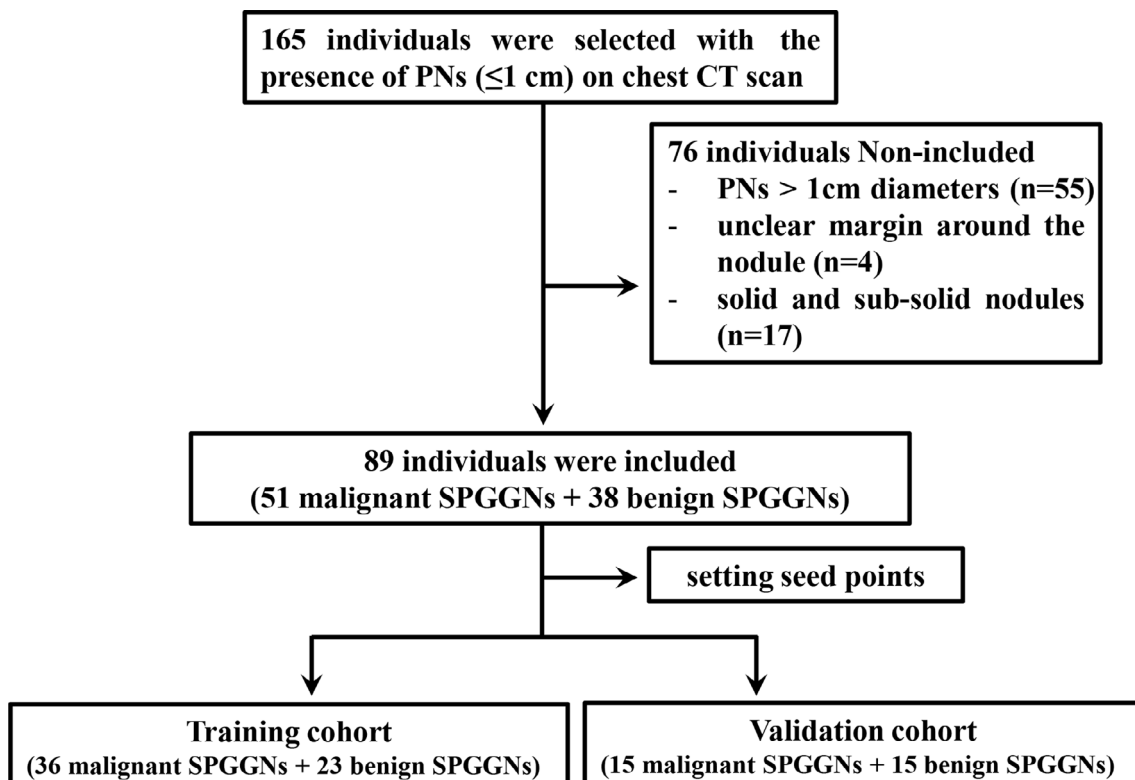 165 individuals were selected with the
presence of PNs (≤1 cm) on chest CT scan
76 individuals Non-included
- PNs > 1cm diameters (n=55)
- unclear margin around the
nodule (n=4)
- solid and sub-solid nodules
(n=17)
89 individuals were included
(51 malignant SPGGNs + 38 benign SPGGNs)
setting seed points
Training cohort
(36 malignant SPGGNs + 23 benign SPGGNs)
Validation cohort
(15 malignant SPGGNs + 15 benign SPGGNs)